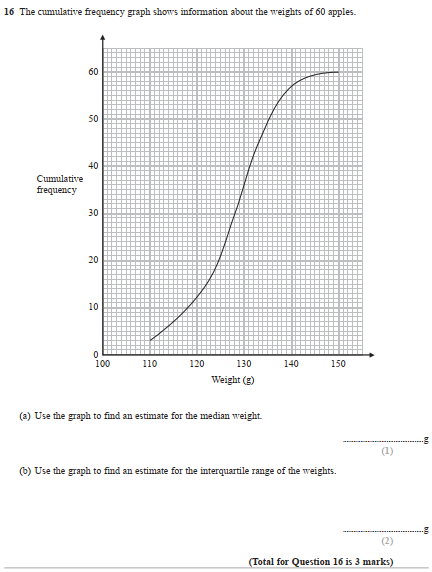 16 The cumulative frequency graph shows information about the weights of 60 apples.
60
50
40
Cumulative
frequency
30
20
10
0
100 110 120 130 140 150
Weight (g)
(a) Use the graph to find an estimate for the median weight.
g
(1)
(b) Use the graph to find an estimate for the interquartile range of the weights.
g
(2)
(Total for Question 16 is 3 marks)